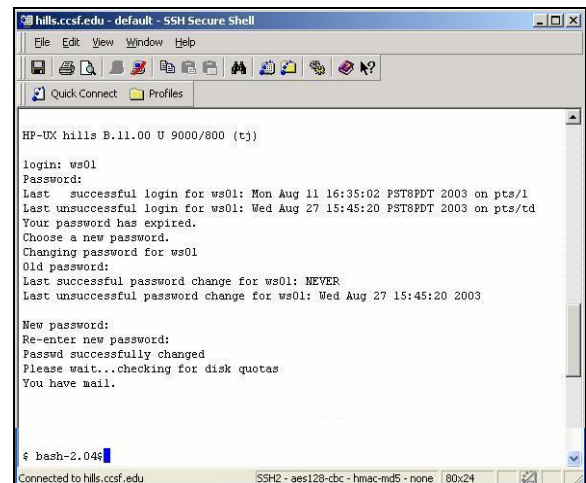 hills.ccsf.edu - default - SSH Secure Shell
File Edit View Window Help
Quick Connect Profiles
HP-UX hills B.11.00 U 9000/800 (tj)
login: ws01
Password:
Last successful login for ws01: Mon Aug 11 16:35:02 PST8PDT 2003 on pts/1
Last unsuccessful login for ws01: Wed Aug 27 15:45:20 PST8PDT 2003 on pts/td
Your password has expired.
Choose a new password.
Changing password for ws01
Old password:
Last successful password change for ws01: NEVER
Last unsuccessful password change for ws01: Wed Aug 27 15:45:20 2003
New password:
Re-enter new password:
Passwd successfully changed
Please wait...checking for disk quotas
You have mail.
$ bash-2.04$
Connected to hills.ccsf.edu SSH2 - aes128-cbc - hmac-md5 - none 80x24